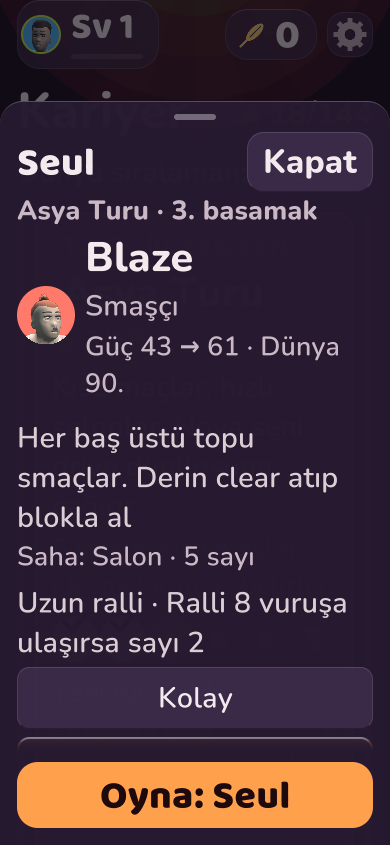 Sv 1
0
Seul
Kapat
Asya Turu · 3. basamak
Blaze
Smaşçı
Güç 43 → 61 · Dünya
90.
Her baş üstü topu
smaçlar. Derin clear atıp
blokla al
Saha: Salon · 5 sayı
Uzun ralli · Ralli 8 vuruşa
ulaşırsa sayı 2
Kolay
Oyna: Seul